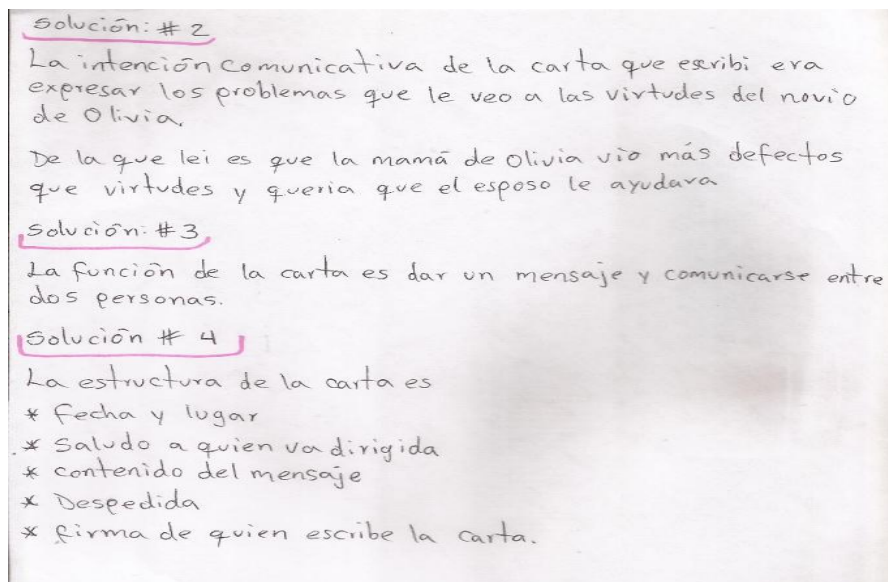 Solución: # 2
La intención comunicativa de la carta que escribi era
expresar los problemas que le veo a las virtudes del novio
de Olivia.
De la que lei es que la mamá de Olivia vio más defectos
que virtudes y queria que el esposo le ayudara
Solución: # 3
La función de la carta es dar un mensaje y comunicarse entre
dos personas.
Solución # 4
La estructura de la carta es
* Fecha y lugar
* Saludo a quien va dirigida
* contenido del mensaje
* Despedida
* firma de quien escribe la carta.